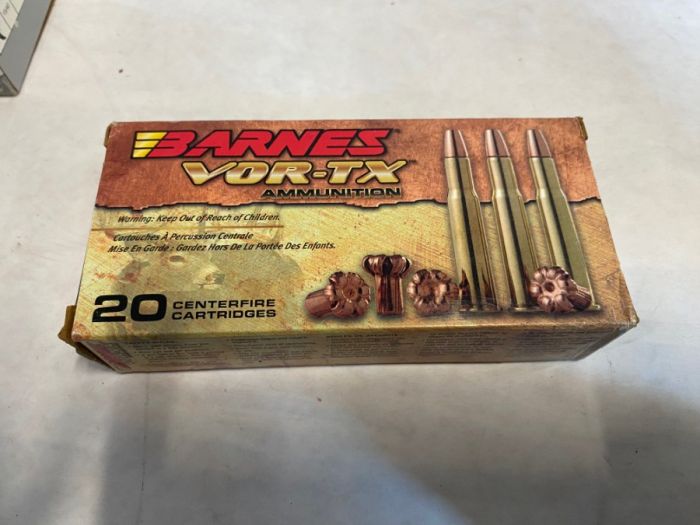 BARNES
VOR-TX
AMMUNITION
Warning: Keep Out of Reach of Children.
Cartouches À Percussion Centrale
Mise En Garde : Gardez Hors De La Portée Des Enfants.
20 CENTERFIRE
CARTRIDGES